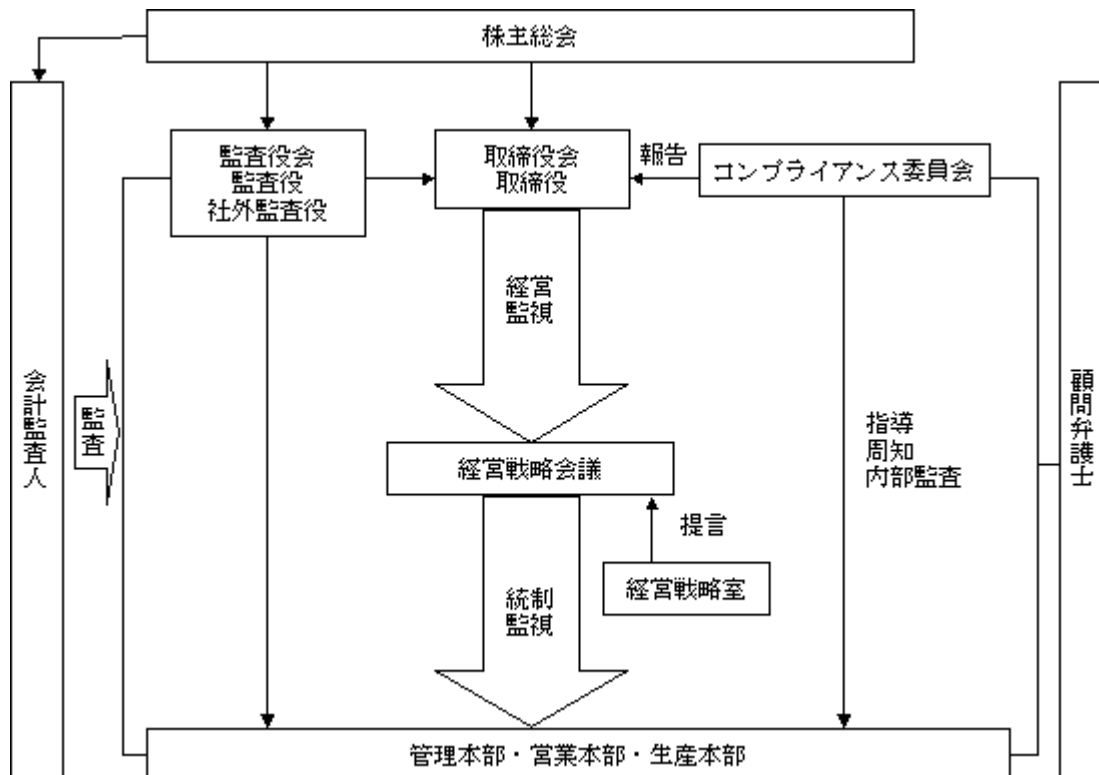 株主総会
監査役会
監査役
社外監査役
取締役会
取締役
報告
コンプライアンス委員会
経営
監視
会計監査人
監査
顧問弁護士
指導
周知
内部監査
経営戦略会議
提言
経営戦略室
統制
監視
管理本部・営業本部・生産本部